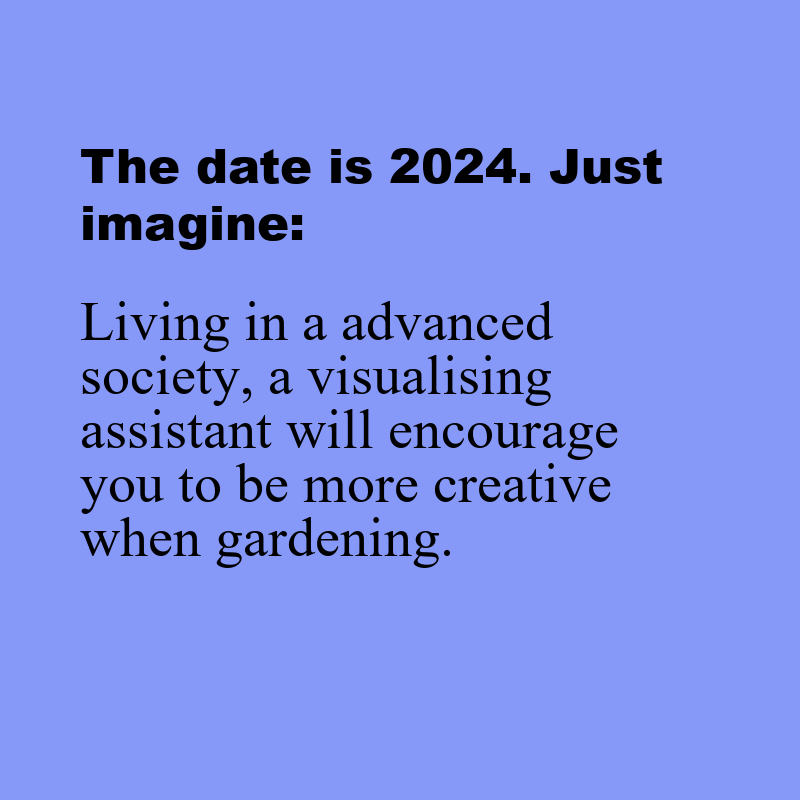 The date is 2024. Just
imagine:
Living in a advanced
society, a visualising
assistant will encourage
you to be more creative
when gardening.